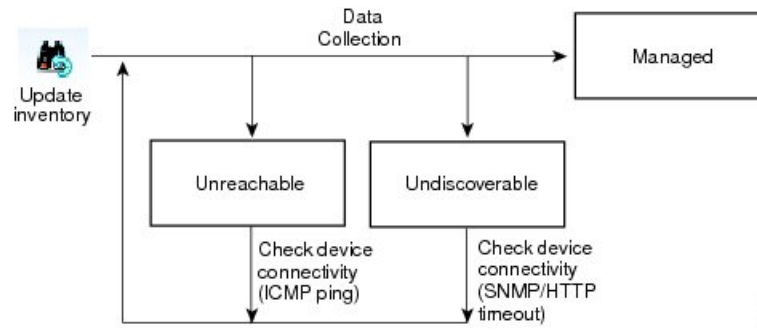 Data
Collection
Managed
Update
inventory
Unreachable
Undiscoverable
Check device
connectivity
(ICMP ping)
Check device
connectivity
(SNMP/HTTP
timeout)